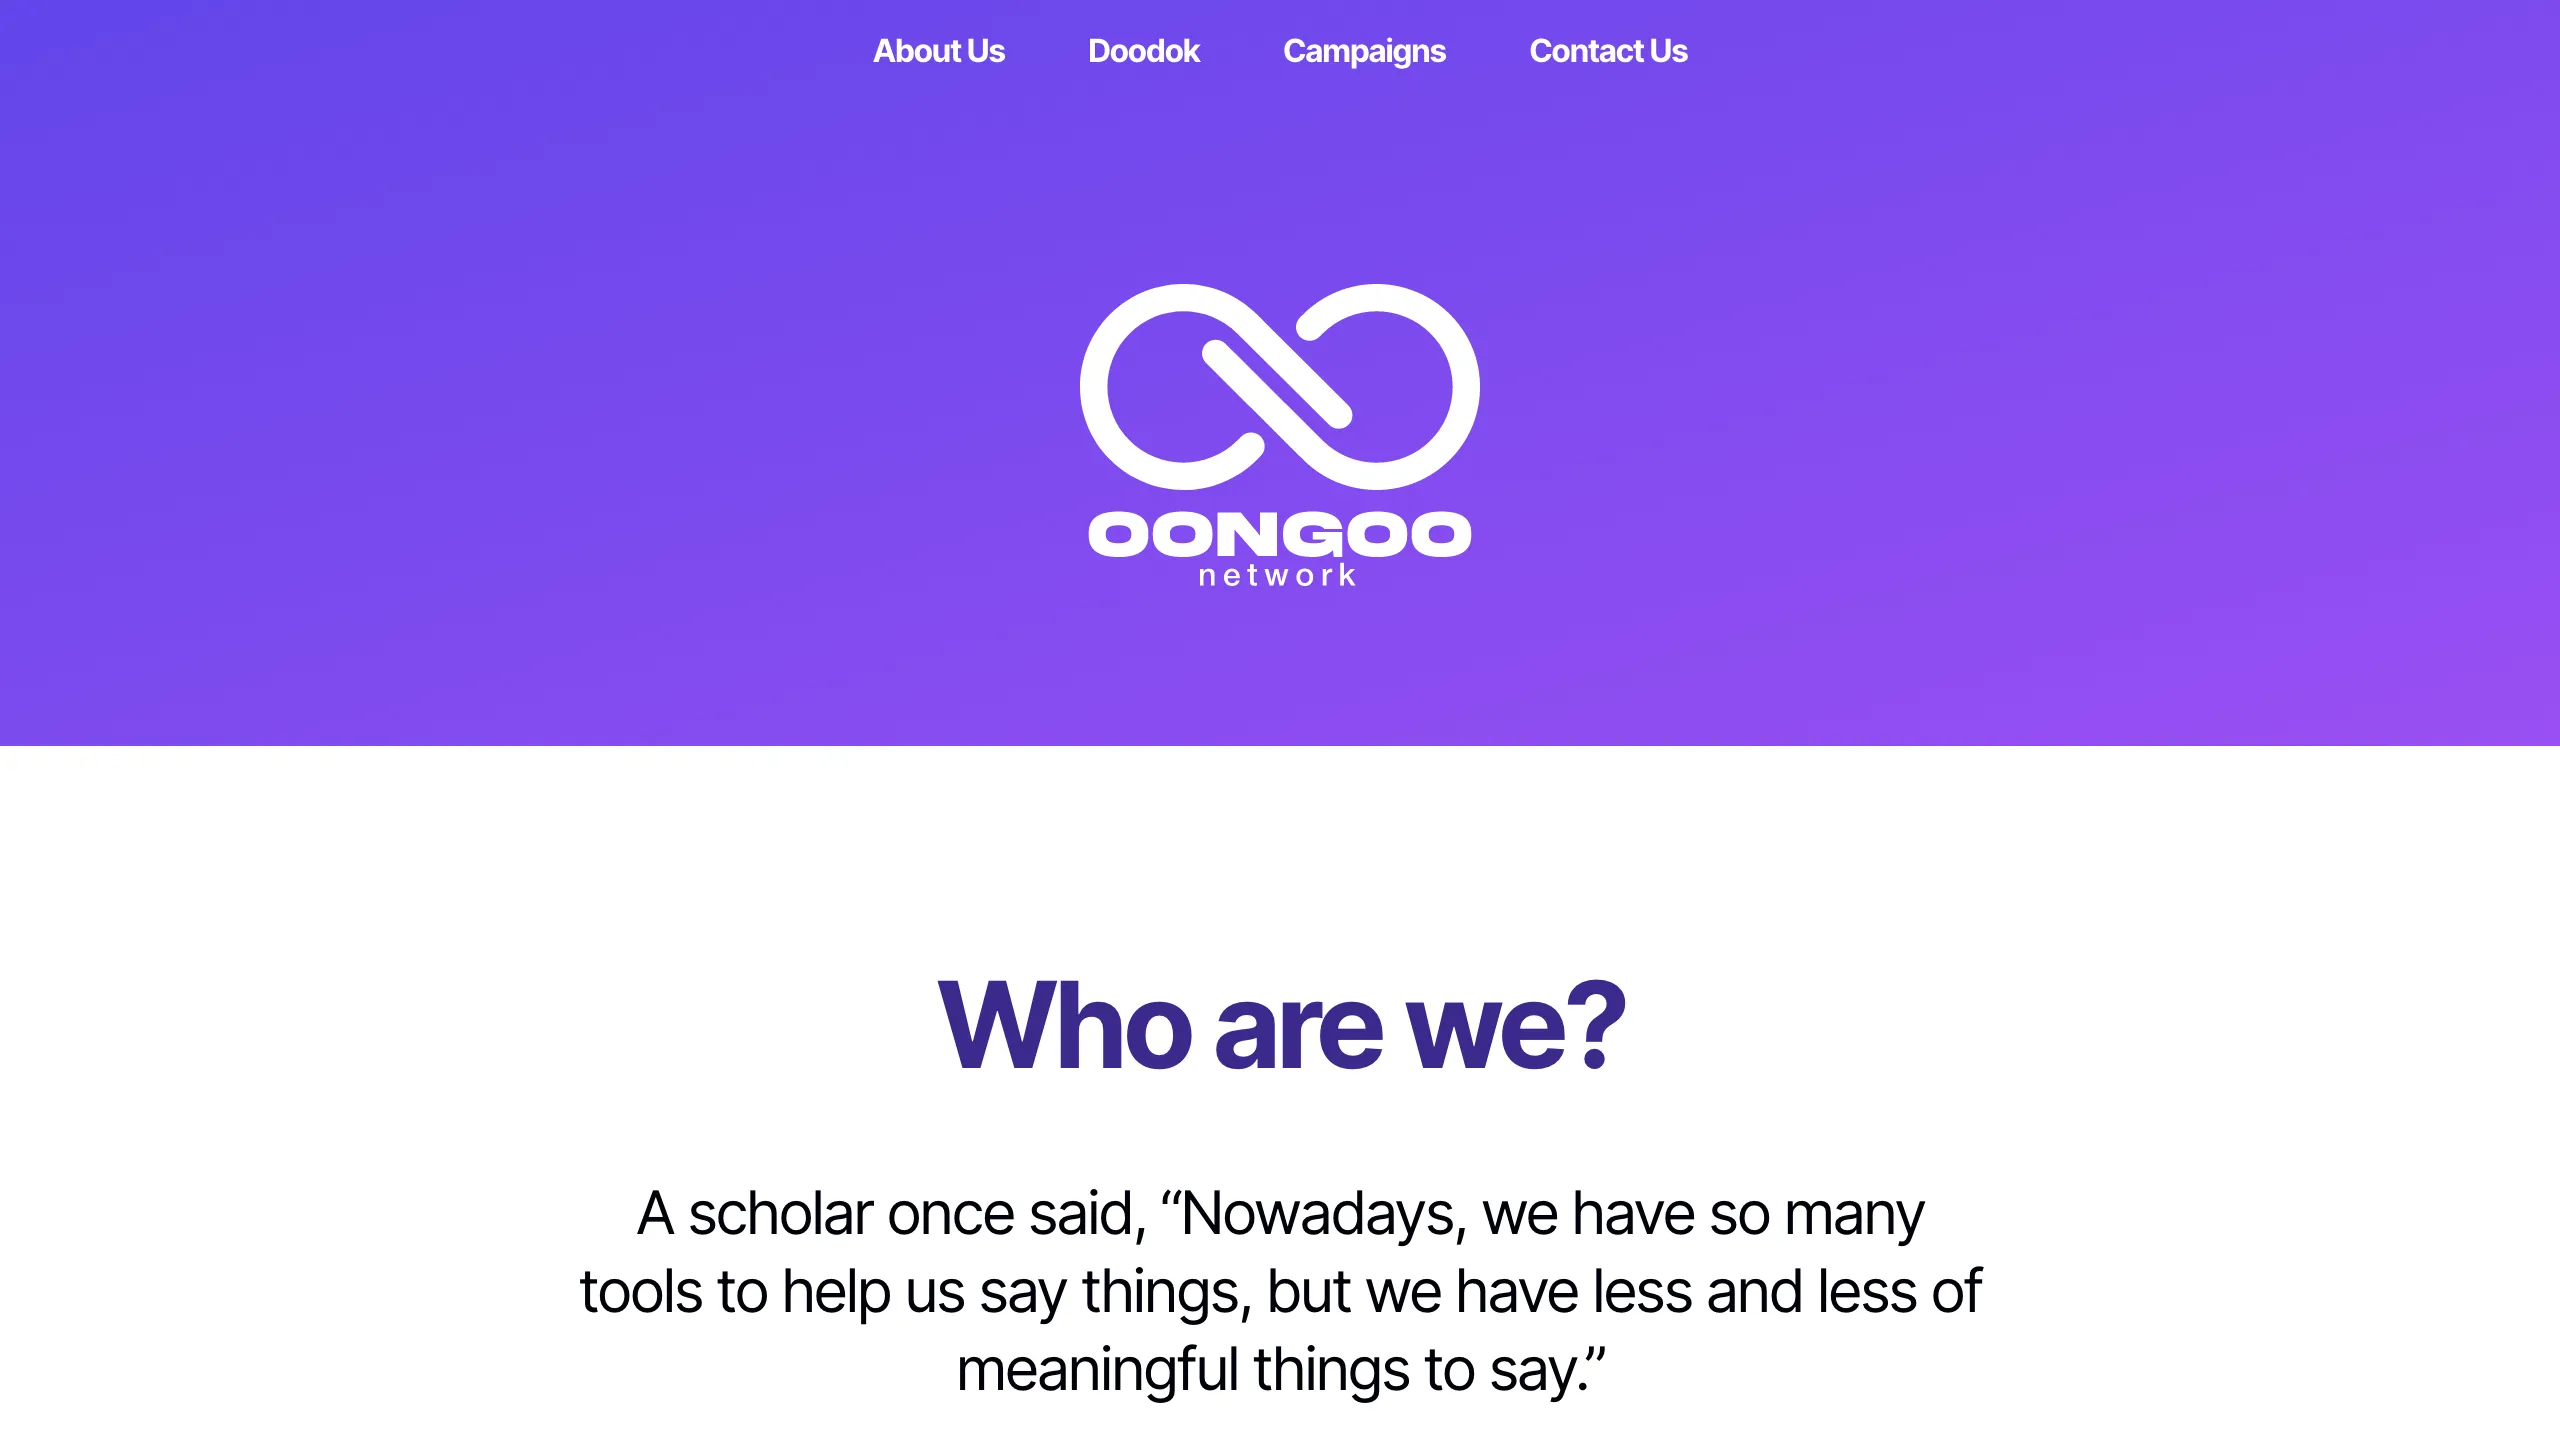 About Us
Doodok
Campaigns
Contact Us
OONGOO
network
Who are we?
A scholar once said, “Nowadays, we have so many
tools to help us say things, but we have less and less of
meaningful things to say.”